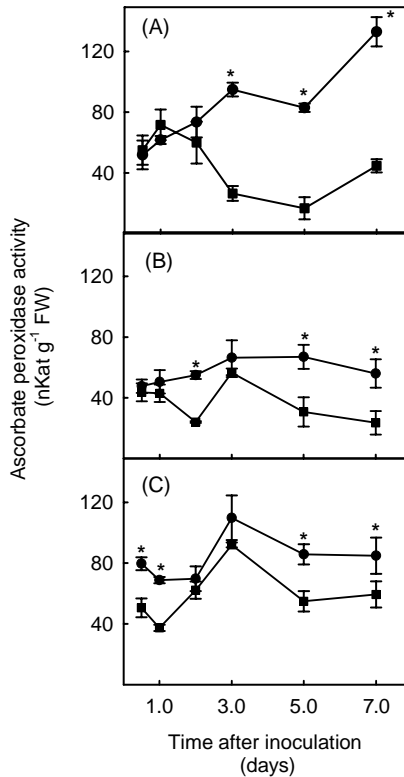 (A)
120
*
*
*
80
40
(B)
120
*
*
*
80
40
(C)
120
*
*
*
*
80
40
1.0 3.0 5.0 7.0
Time after inoculation
(days)
Ascorbate peroxidase activity
(nKat g⁻¹ FW)